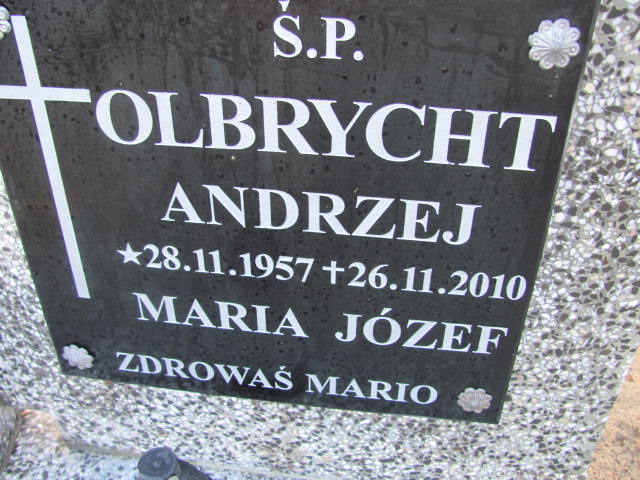 Ś.P.
OLBRYCHT
ANDRZEJ
★28.11.1957 ✝26.11.2010
MARIA JÓZEF
ZDROWAŚ MARIO